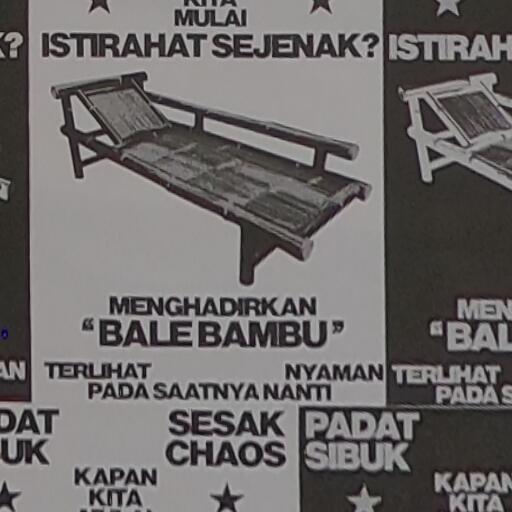 KITA
MULAI
K? ISTIRAHAT SEJENAK? ISTIRAH
MENGHADIRKAN MEN
“BALE BAMBU” “BAL
AN TERLIHAT NYAMAN TERLIHAT
PADA SAATNYA NANTI PADA S
DAT SESAK PADAT
UK CHAOS SIBUK
KAPAN KAPAN
KITA KITA